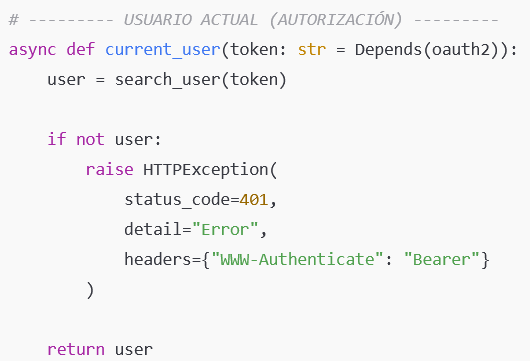 # --------- USUARIO ACTUAL (AUTORIZACIÓN) ---------
async def current_user(token: str = Depends(oauth2)):
    user = search_user(token)

    if not user:
        raise HTTPException(
            status_code=401,
            detail="Error",
            headers={"WWW-Authenticate": "Bearer"}
        )

    return user